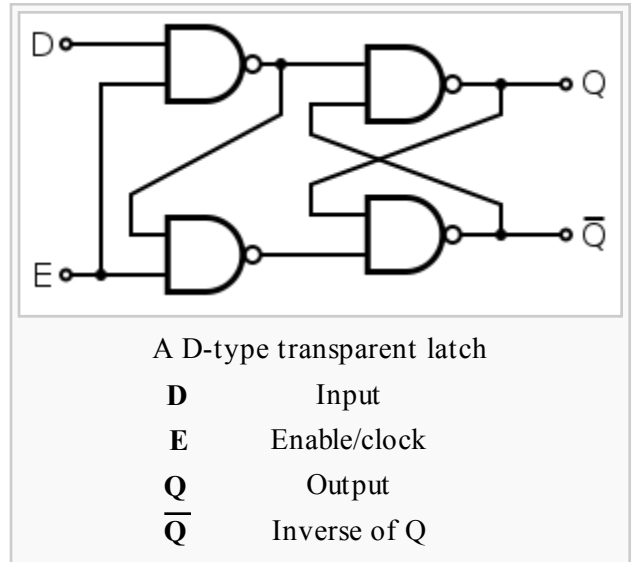 D
Q
E
Q̅
A D-type transparent latch
D Input
E Enable/clock
Q Output
Q̅ Inverse of Q